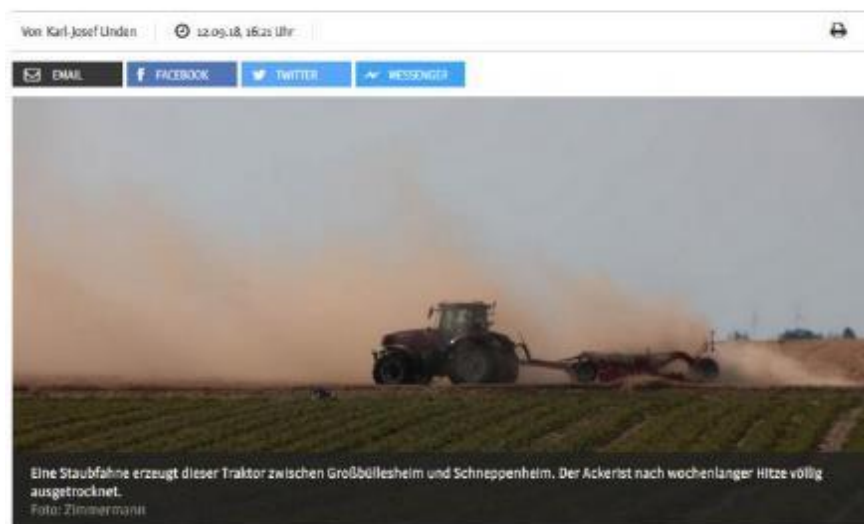 Von Karl-Josef Linden 12.09.18, 16:21 Uhr
EMAIL FACEBOOK TWITTER MESSENGER
Eine Staubfahne erzeugt dieser Traktor zwischen Großbüllesheim und Schneppenheim. Der Ackerist nach wochenlanger Hitze völlig
ausgetrocknet.
Foto: Zimmermann